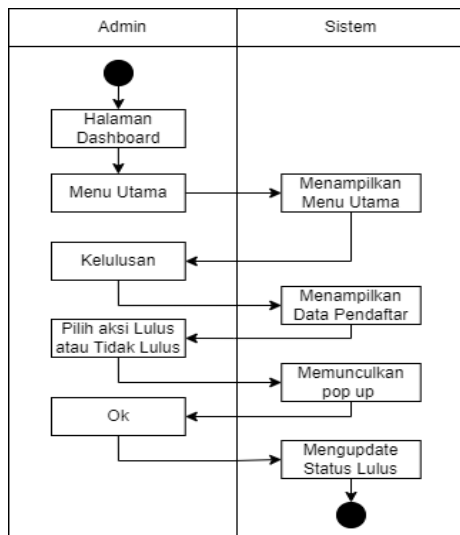 Admin
Sistem
Halaman
Dashboard
Menu Utama
Menampilkan
Menu Utama
Kelulusan
Menampilkan
Data Pendaftar
Pilih aksi Lulus
atau Tidak Lulus
Memunculkan
pop up
Ok
Mengupdate
Status Lulus